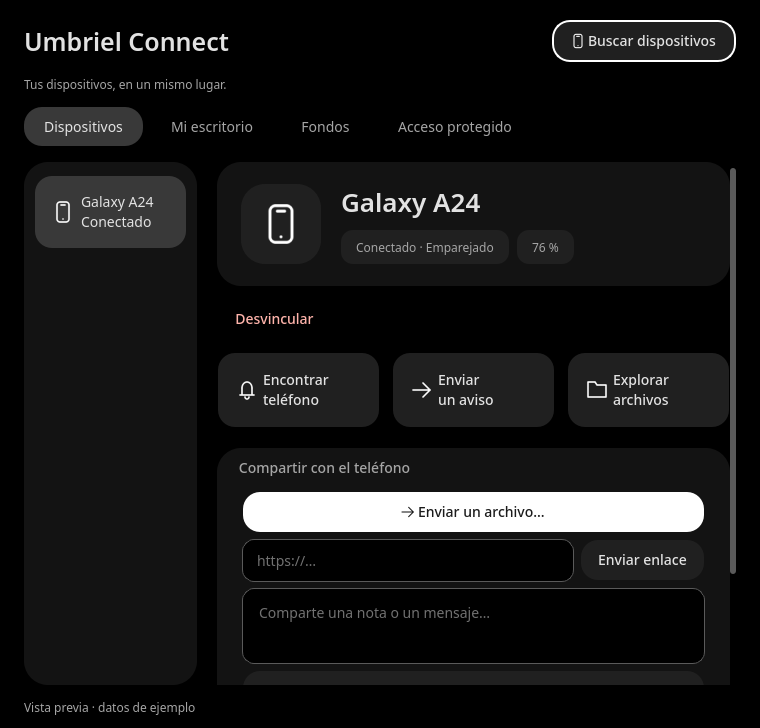 Umbriel Connect
Buscar dispositivos
Tus dispositivos, en un mismo lugar.
Dispositivos
Mi escritorio
Fondos
Acceso protegido
Galaxy A24
Conectado
Galaxy A24
Conectado · Emparejado
76 %
Desvincular
Encontrar
teléfono
Enviar
un aviso
Explorar
archivos
Compartir con el teléfono
Enviar un archivo...
https://...
Enviar enlace
Comparte una nota o un mensaje...
Vista previa · datos de ejemplo